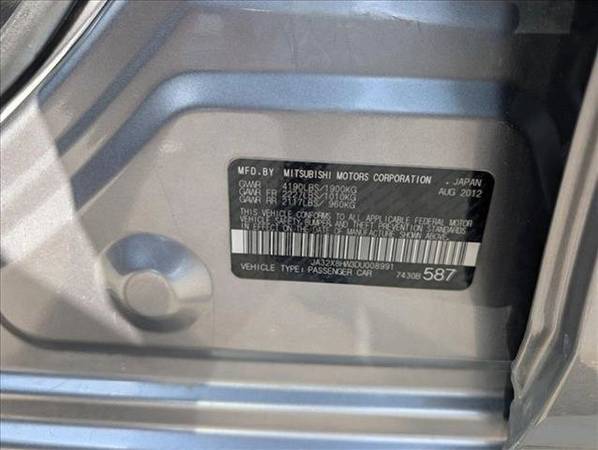 MFD.BY MITSUBISHI MOTORS CORPORATION . JAPAN
GVWR 4190LBS/1900KG AUG 2012
GAWR FR 2227LBS/1010KG
GAWR RR 2117LBS/ 960KG
THIS VEHICLE CONFORMS TO ALL APPLICABLE FEDERAL MOTOR
VEHICLE SAFETY, BUMPER AND THEFT PREVENTION STANDARDS
IN EFFECT ON THE DATE OF MANUFACTURE SHOWN ABOVE.
JA32X8HA3DU008991
VEHICLE TYPE: PASSENGER CAR 7430B 587